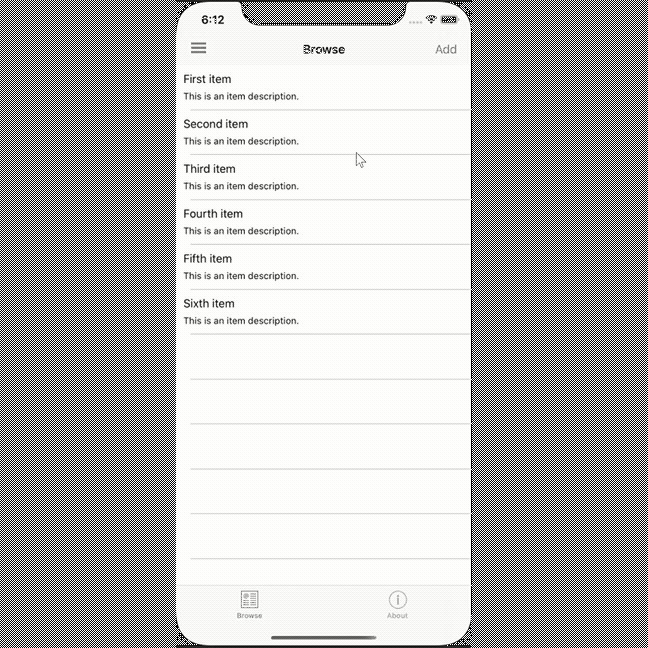 6:12
Browse
Add
First item
This is an item description.
Second item
This is an item description.
Third item
This is an item description.
Fourth item
This is an item description.
Fifth item
This is an item description.
Sixth item
This is an item description.
Browse
About